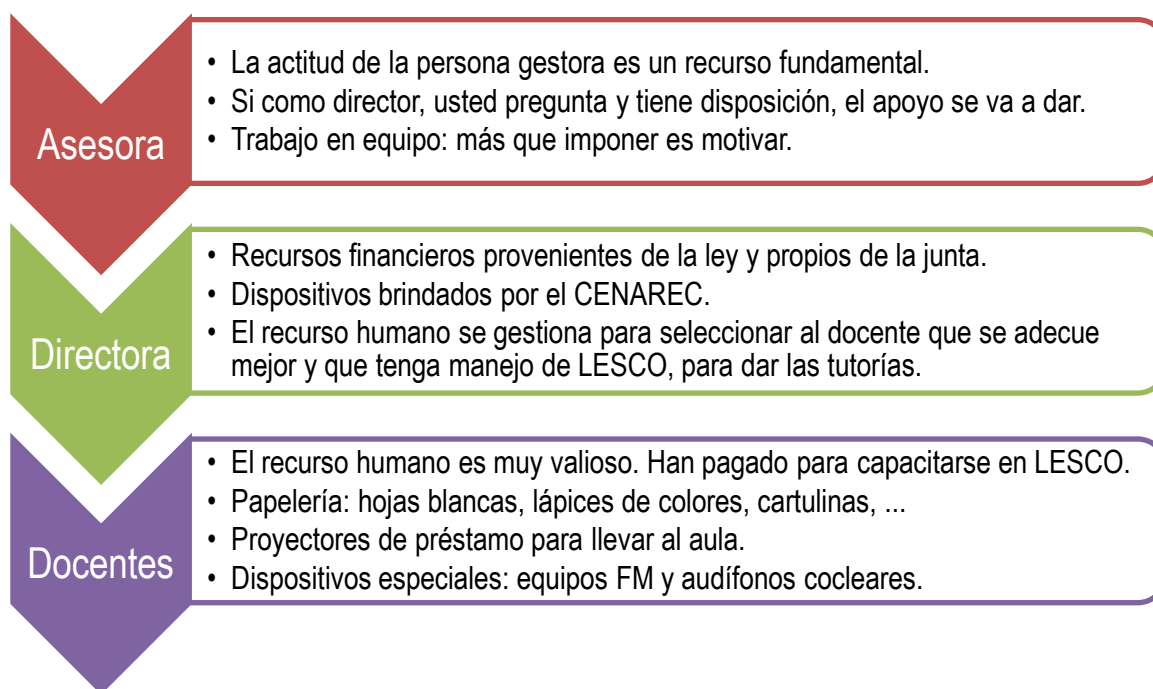 Asesora
• La actitud de la persona gestora es un recurso fundamental.
• Si como director, usted pregunta y tiene disposición, el apoyo se va a dar.
• Trabajo en equipo: más que imponer es motivar.
Directora
• Recursos financieros provenientes de la ley y propios de la junta.
• Dispositivos brindados por el CENAREC.
• El recurso humano se gestiona para seleccionar al docente que se adecue
mejor y que tenga manejo de LESCO, para dar las tutorías.
Docentes
• El recurso humano es muy valioso. Han pagado para capacitarse en LESCO.
• Papelería: hojas blancas, lápices de colores, cartulinas, ...
• Proyectores de préstamo para llevar al aula.
• Dispositivos especiales: equipos FM y audífonos cocleares.